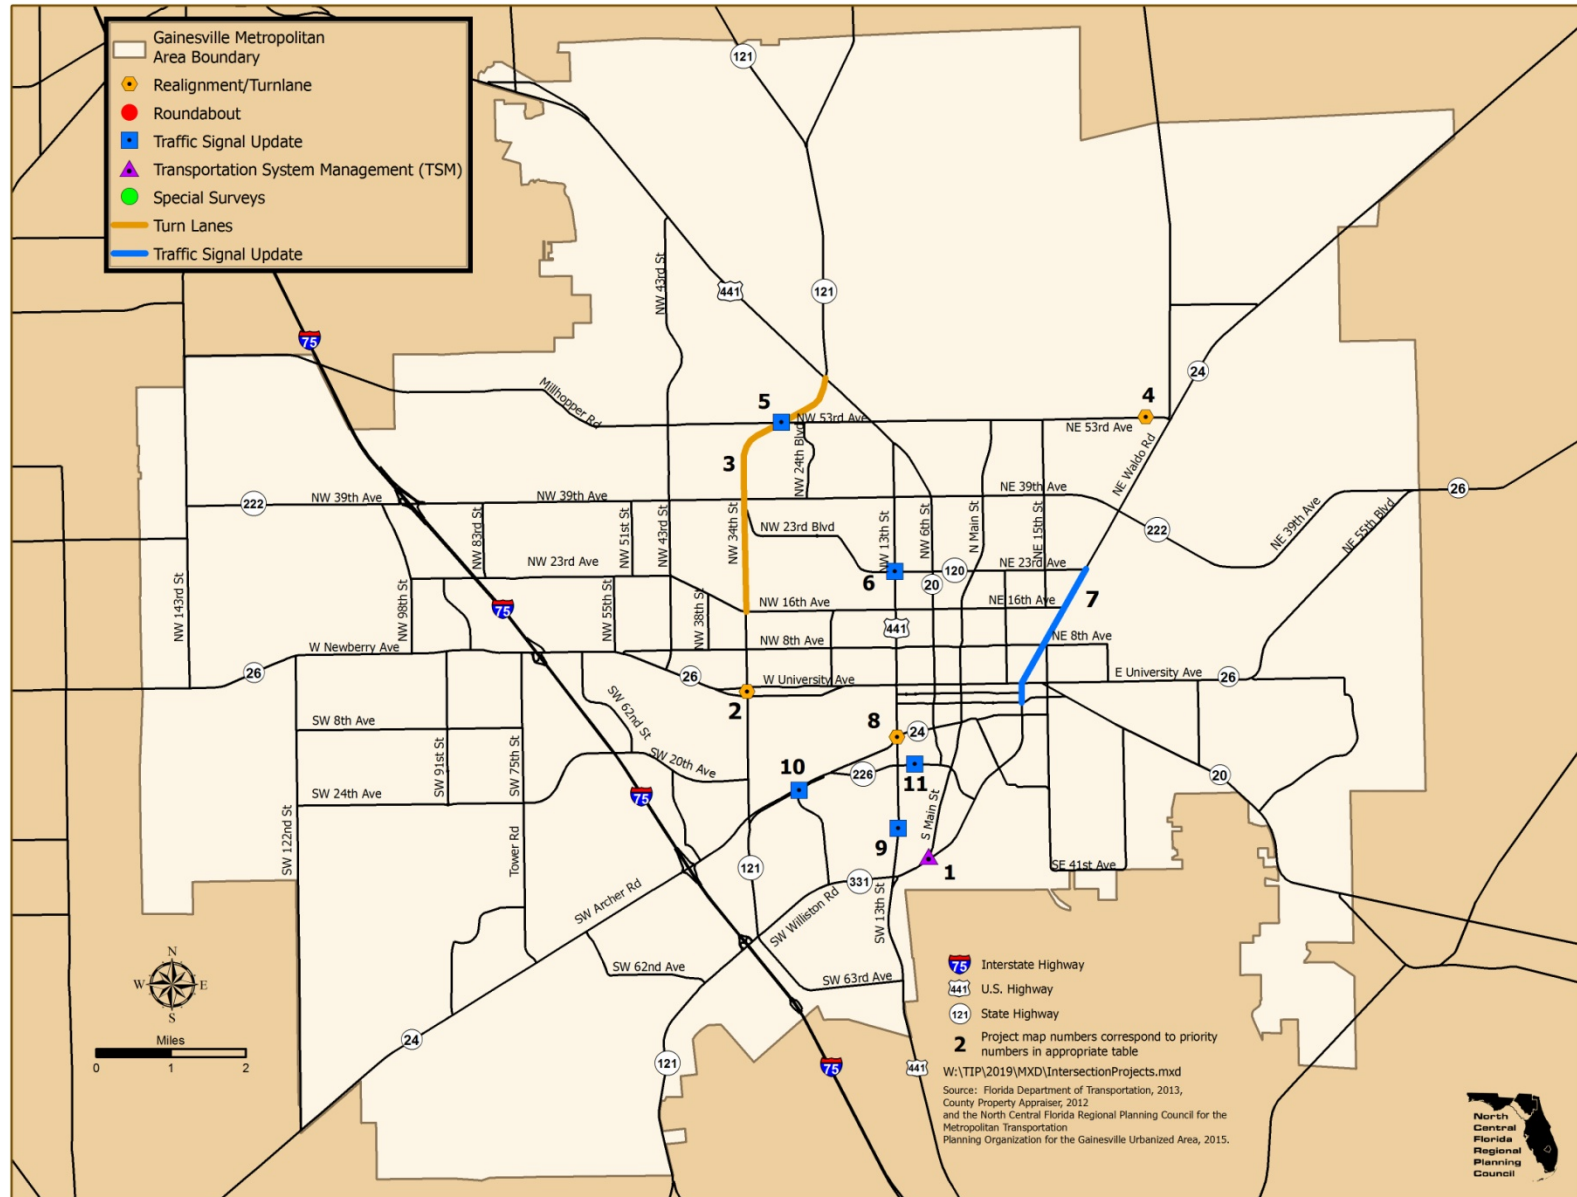 Gainesville Metropolitan
Area Boundary
Realignment/Turnlane
Roundabout
Traffic Signal Update
Transportation System Management (TSM)
Special Surveys
Turn Lanes
Traffic Signal Update
121
441
121
NW 43rd St
75
24
Millhopper Rd
5
NW 53rd Ave
4
NE 53rd Ave
NW 24th Blvd
3
NE Waldo Rd
222
NW 39th Ave
NW 39th Ave
NE 39th Ave
26
222
NE 39th Ave
NE 55th Blvd
NW 83rd St
NW 51st St
NW 43rd St
NW 34th St
NW 23rd Blvd
NW 13th St
NW 6th St
N Main St
NE 15th St
NW 23rd Ave
6
20
120
NE 23rd Ave
7
NW 143rd St
NW 98th St
75
NW 55th St
NW 38th St
NW 16th Ave
NE 16th Ave
441
W Newberry Ave
NW 8th Ave
NE 8th Ave
26
26
W University Ave
E University Ave
26
2
SW 62nd St
SW 8th Ave
8
24
SW 91st St
SW 75th St
SW 20th Ave
10
226
11
20
SW 24th Ave
75
S Main St
SW 122nd St
Tower Rd
9
121
331
1
SE 41st Ave
SW Archer Rd
SW Williston Rd
SW 13th St
SW 62nd Ave
SW 63rd Ave
24
121
75
441
N
W
E
S
Miles
0
1
2
75
Interstate Highway
441
U.S. Highway
121
State Highway
2
Project map numbers correspond to priority
numbers in appropriate table
W:\TIP\2019\MXD\IntersectionProjects.mxd
Source: Florida Department of Transportation, 2013,
County Property Appraiser, 2012
and the North Central Florida Regional Planning Council for the
Metropolitan Transportation
Planning Organization for the Gainesville Urbanized Area, 2015.
North
Central
Florida
Regional
Planning
Council